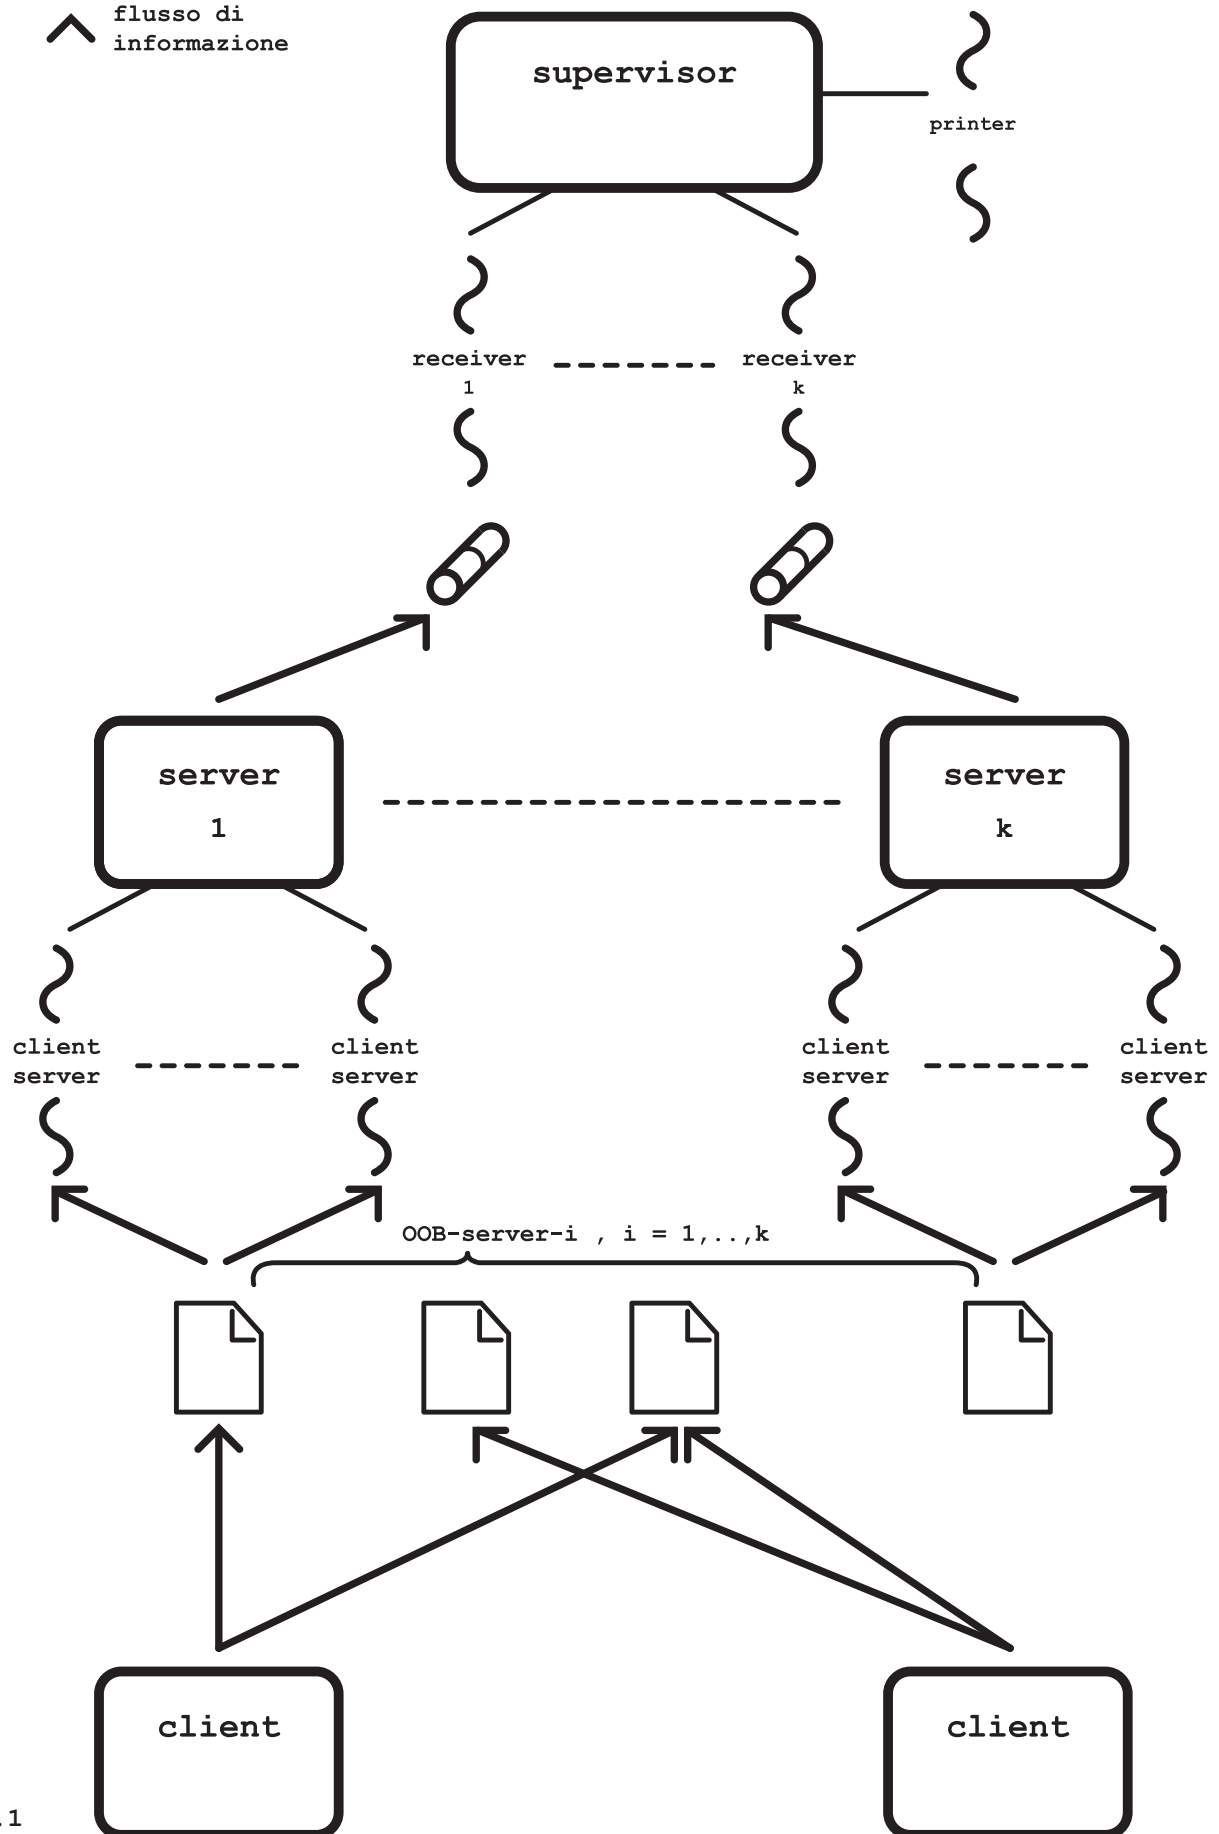 flusso di
informazione
supervisor
printer
receiver
1
receiver
k
server
1
server
k
client
server
client
server
client
server
client
server
OOB-server-i , i = 1,..,k
client
client
.1